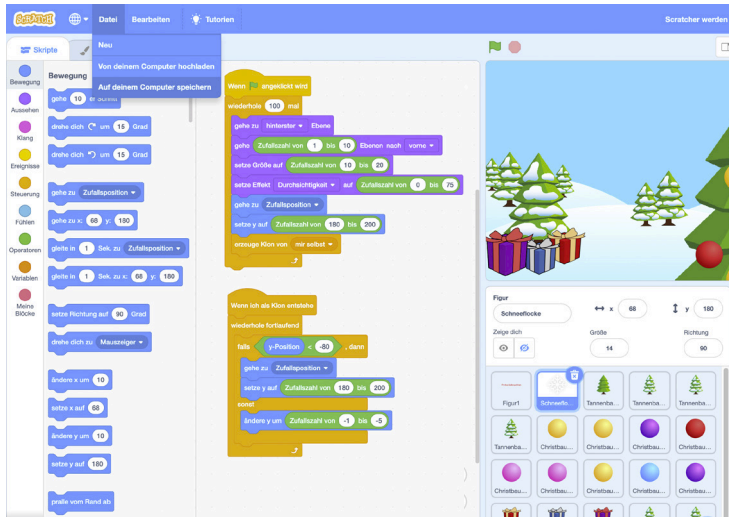 SCRATCH
Datei Bearbeiten Tutorien Scratcher werden
Neu
Von deinem Computer hochladen
Auf deinem Computer speichern
Skripte
Bewegung
Aussehen
Klang
Ereignisse
Steuerung
Fühlen
Operatoren
Variablen
Meine
Blöcke
Bewegung
gehe 10 er Schritt
drehe dich um 15 Grad
drehe dich um 15 Grad
gehe zu Zufallsposition
gehe zu x: 68 y: 180
gleite in 1 Sek. zu Zufallsposition
gleite in 1 Sek. zu x: 68 y: 180
setze Richtung auf 90 Grad
drehe dich zu Mauszeiger
ändere x um 10
setze x auf 68
ändere y um 10
setze y auf 180
pralle vom Rand ab
Wenn angeklickt wird
wiederhole 100 mal
gehe zu hinterster Ebene
gehe Zufallszahl von 1 bis 10 Ebenen nach vorne
setze Größe auf Zufallszahl von 10 bis 20
setze Effekt Durchsichtigkeit auf Zufallszahl von 0 bis 75
gehe zu Zufallsposition
setze y auf Zufallszahl von 180 bis 200
erzeuge Klon von mir selbst
Wenn ich als Klon entstehe
wiederhole fortlaufend
falls y-Position < -80 , dann
gehe zu Zufallsposition
setze y auf Zufallszahl von 180 bis 200
sonst
ändere y um Zufallszahl von -1 bis -5
Figur
Schneeflocke x 68 y 180
Zeige dich Größe Richtung
14 90
Figur1 Schneeflo... Tannenba... Tannenba... Tannenba...
Tannenba... Christbau... Christbau... Christbau... Christbau...
Christbau... Christbau... Christbau... Christbau... Christbau...